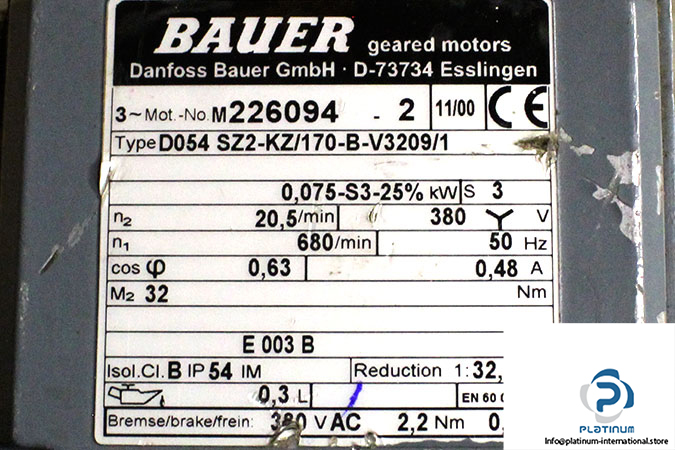 BAUER geared motors
Danfoss Bauer GmbH · D-73734 Esslingen
3~ Mot.-No. M226094 - 2 11/00 CE
Type D054 SZ2-KZ/170-B-V3209/1
0,075-S3-25% kW S 3
n₂ 20,5/min 380 Y V
n₁ 680/min 50 Hz
cos φ 0,63 0,48 A
M₂ 32 Nm
E 003 B
Isol.Cl. B IP 54 IM Reduction 1: 32,
0,3 L EN 60
Bremse/brake/frein: 380 V AC 2,2 Nm 0,
PLATINUM
Info@platinum-international.store